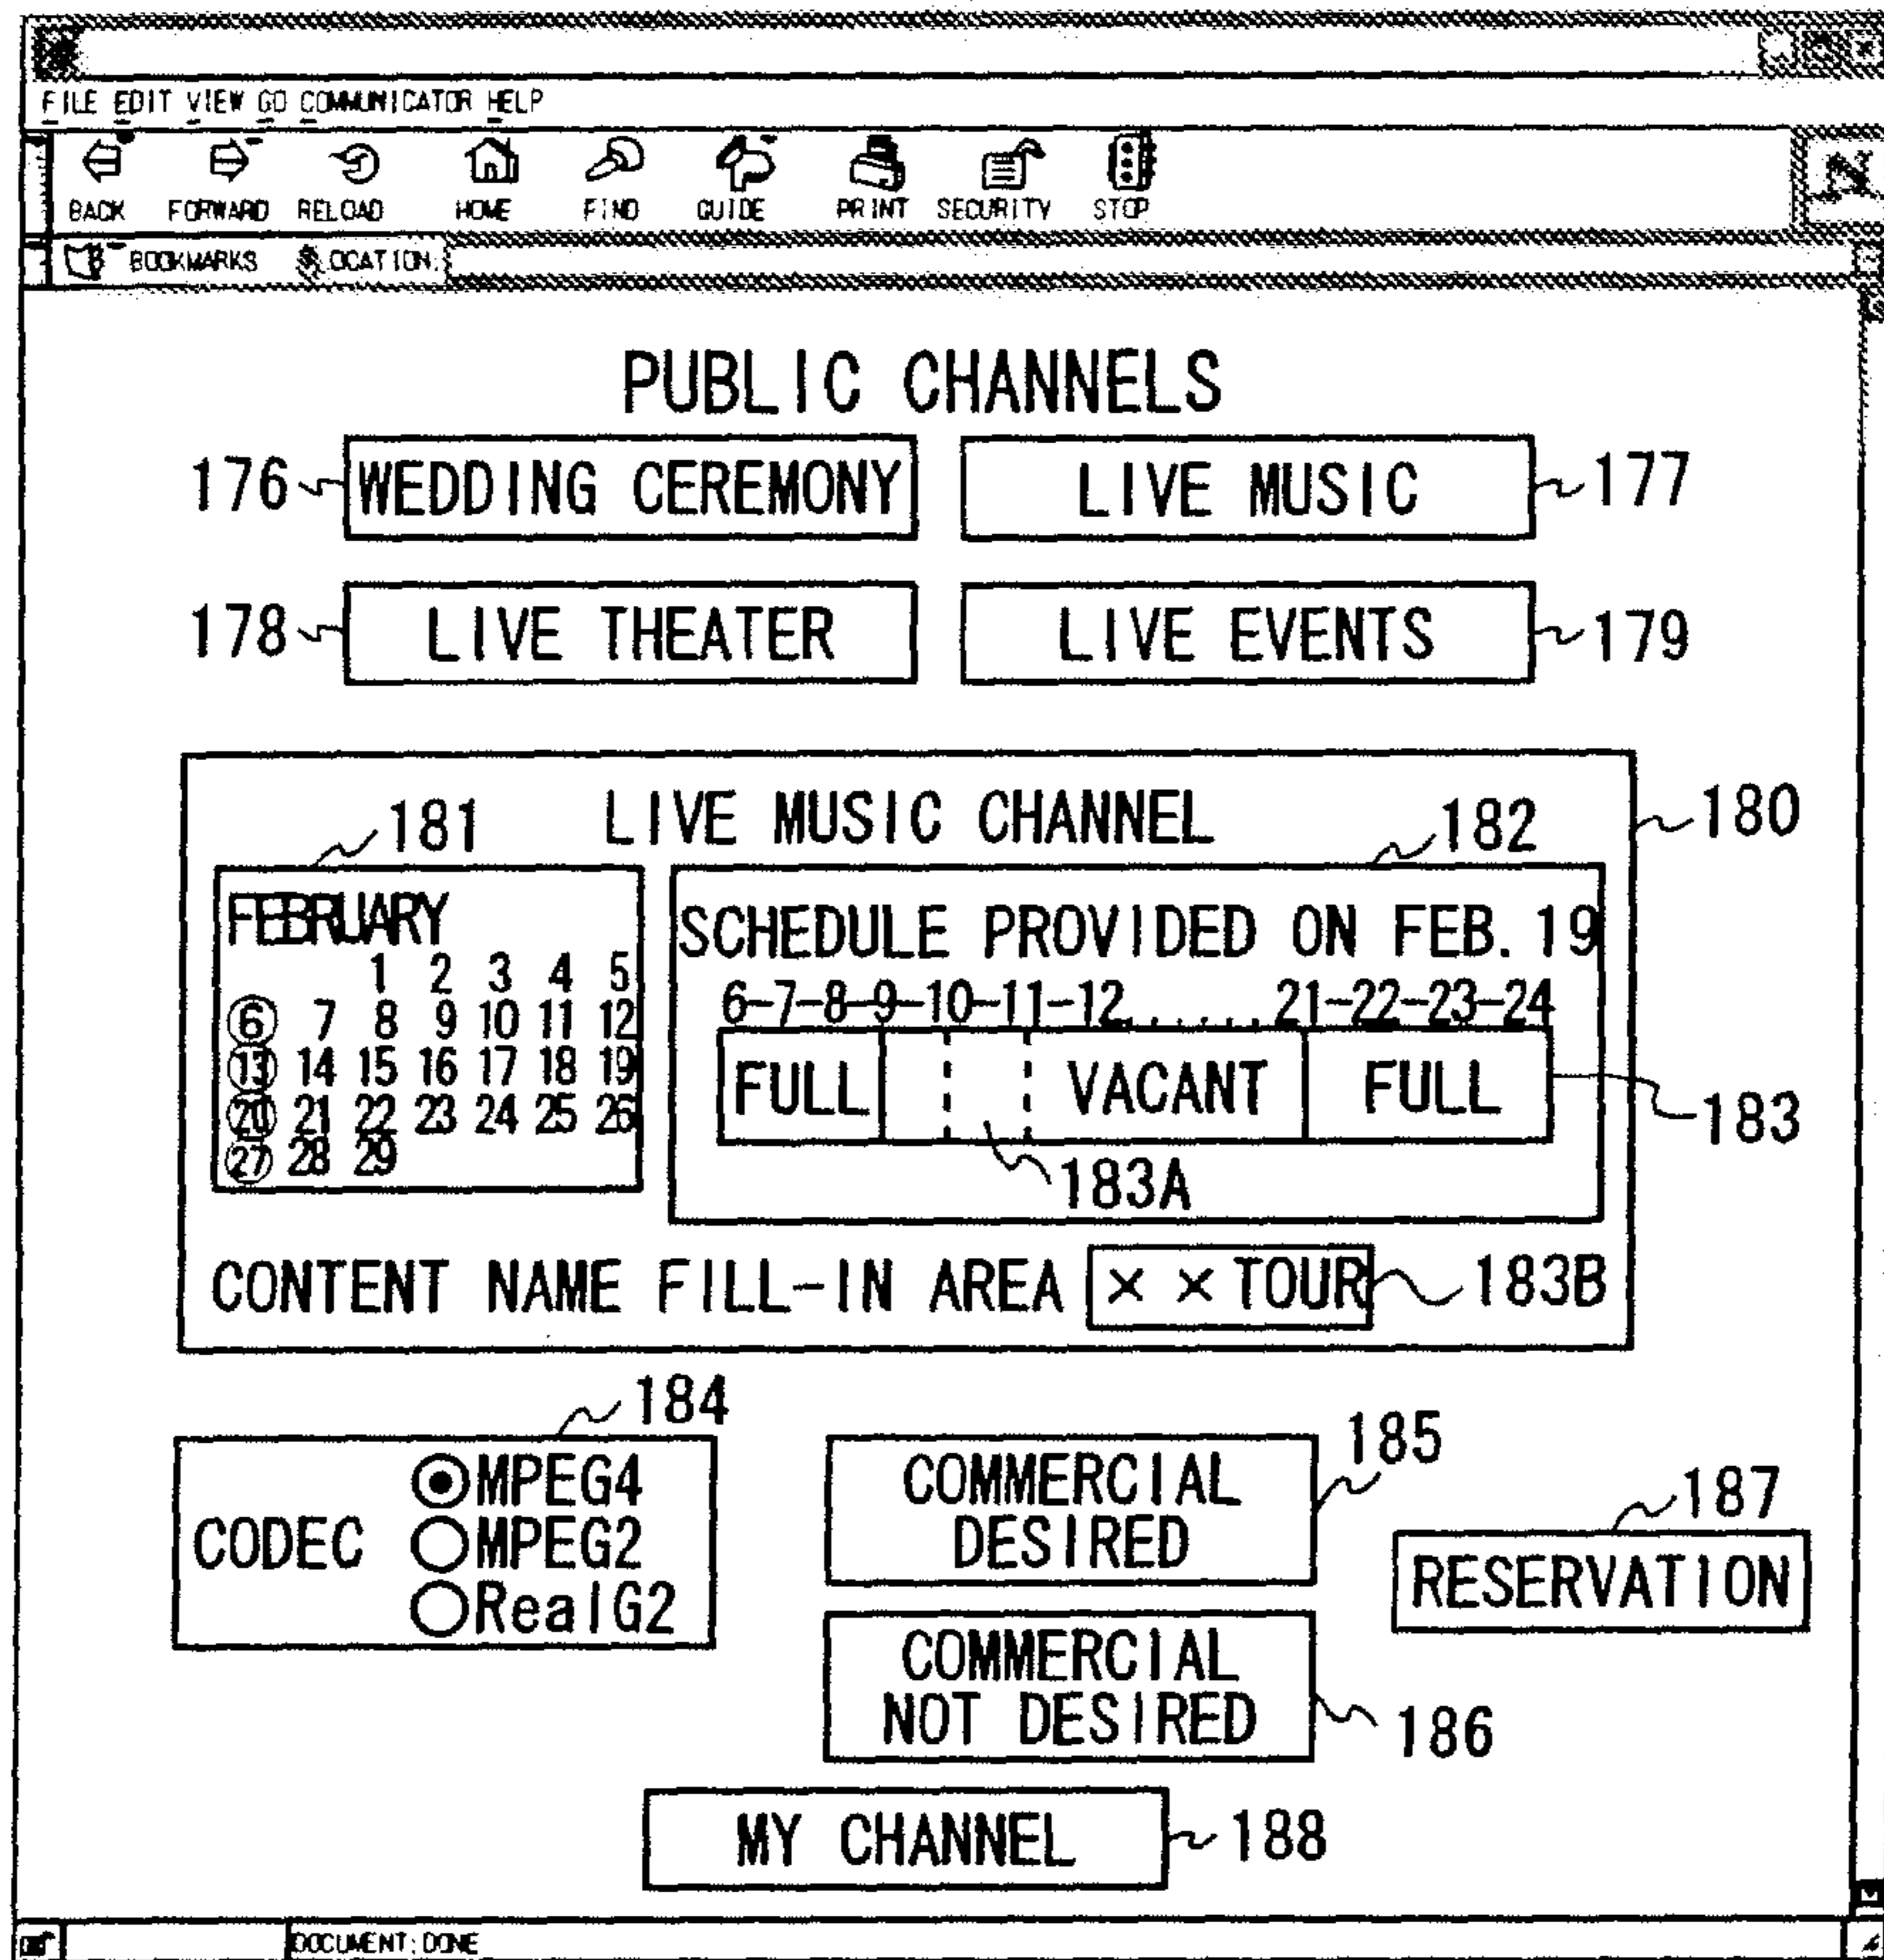 FILE EDIT VIEW GO COMMUNICATOR HELP
BACK FORWARD RELOAD HOME FIND GUIDE PRINT SECURITY STOP
BOOKMARKS LOCATION:
PUBLIC CHANNELS
176 WEDDING CEREMONY LIVE MUSIC 177
178 LIVE THEATER LIVE EVENTS 179
LIVE MUSIC CHANNEL 180
181 182
FEBRUARY
1 2 3 4 5
6 7 8 9 10 11 12
13 14 15 16 17 18 19
20 21 22 23 24 25 26
27 28 29
SCHEDULE PROVIDED ON FEB.19
6-7-8-9-10-11-12......21-22-23-24
FULL VACANT FULL 183
183A
CONTENT NAME FILL-IN AREA ××TOUR 183B
184
CODEC
MPEG4
MPEG2
RealG2
COMMERCIAL
DESIRED
185
187
RESERVATION
COMMERCIAL
NOT DESIRED
186
MY CHANNEL 188
DOCUMENT:DONE